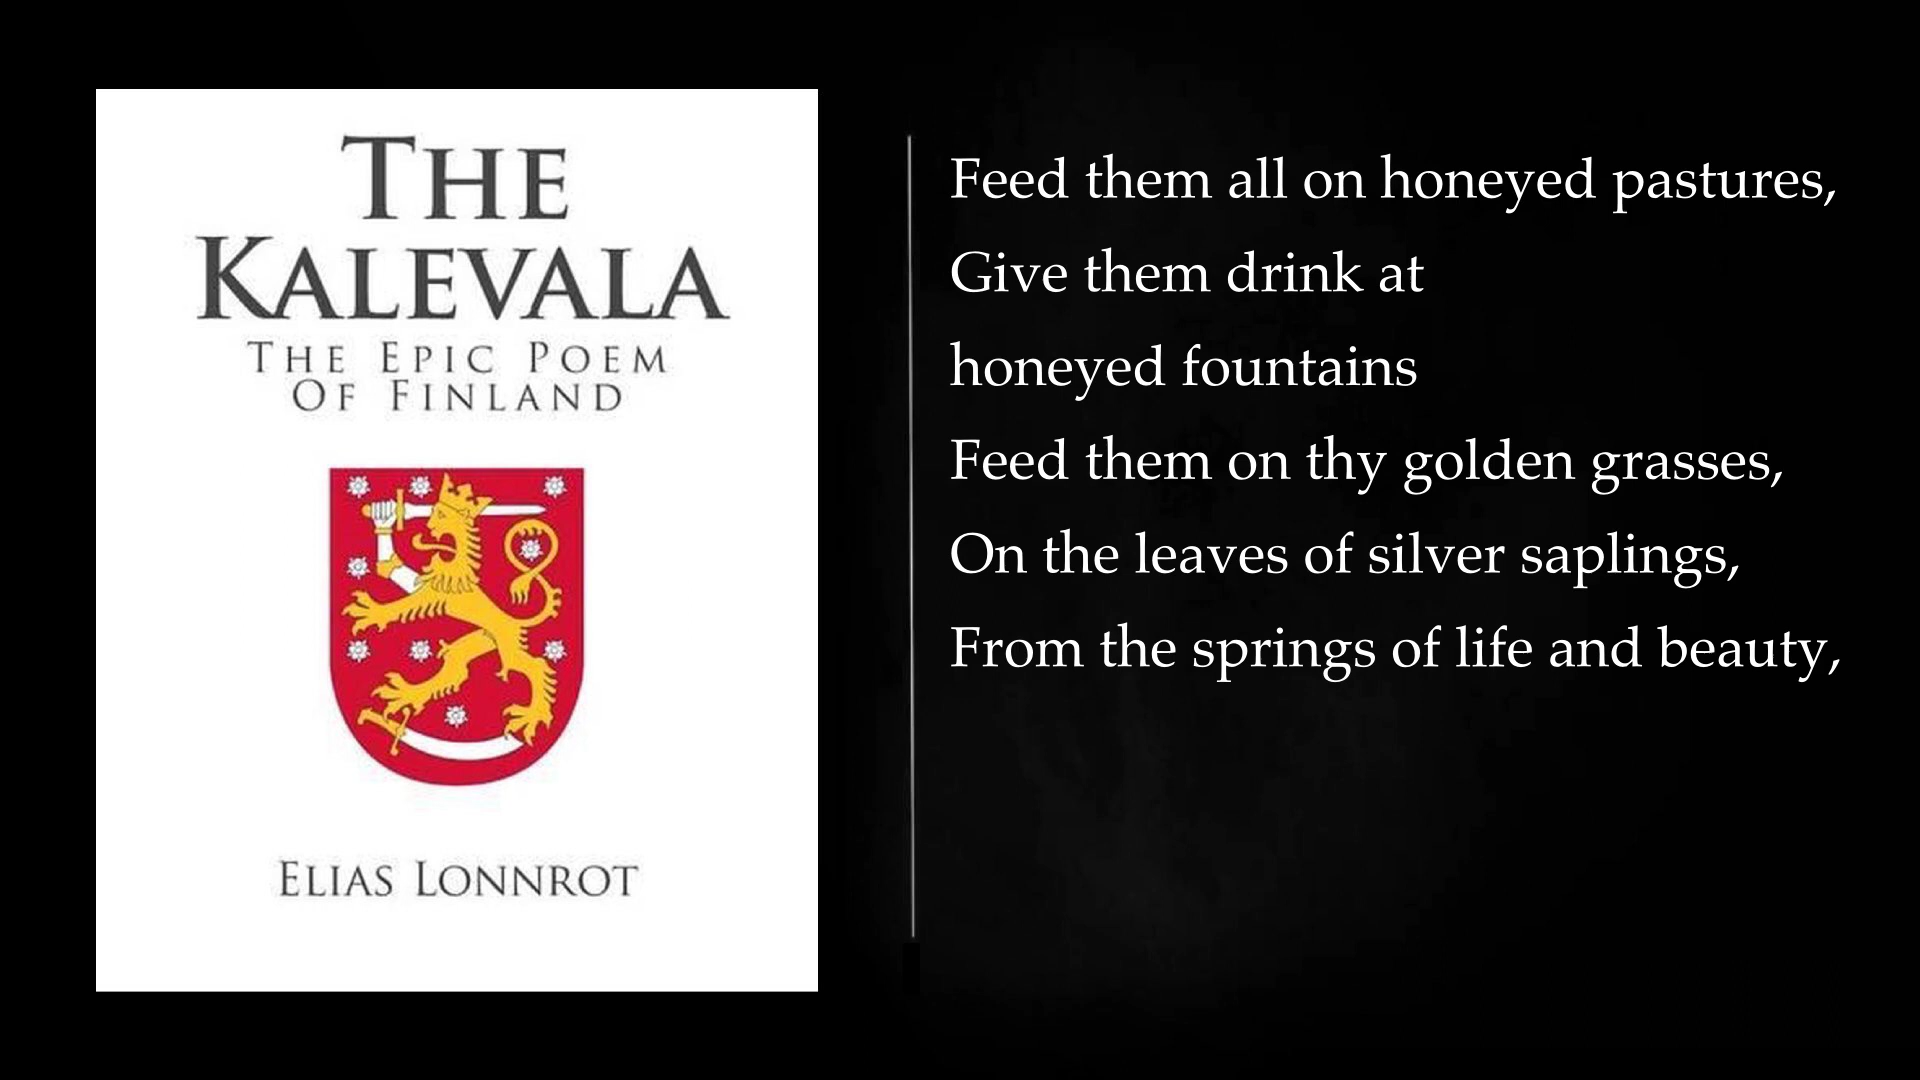 THE
KALEVALA
THE EPIC POEM
OF FINLAND
ELIAS LONNROT
Feed them all on honeyed pastures,
Give them drink at
honeyed fountains
Feed them on thy golden grasses,
On the leaves of silver saplings,
From the springs of life and beauty,